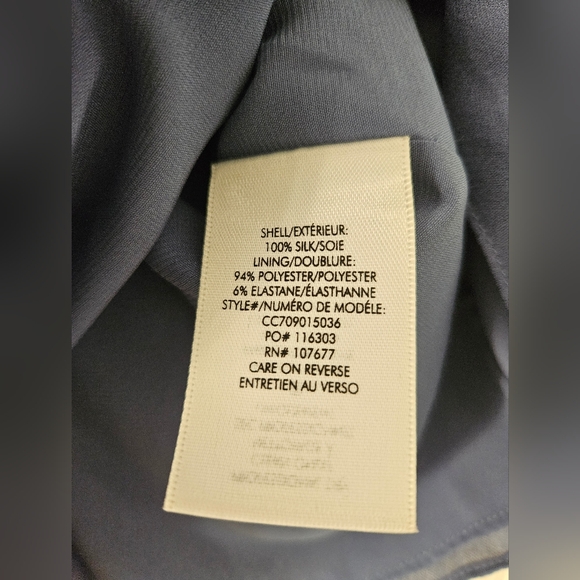 SHELL/EXTÉRIEUR:
100% SILK/SOIE
LINING/DOUBLURE:
94% POLYESTER/POLYESTER
6% ELASTANE/ÉLASTHANNE
STYLE#/NUMÉRO DE MODÉLE:
CC709015036
PO# 116303
RN# 107677
CARE ON REVERSE
ENTRETIEN AU VERSO